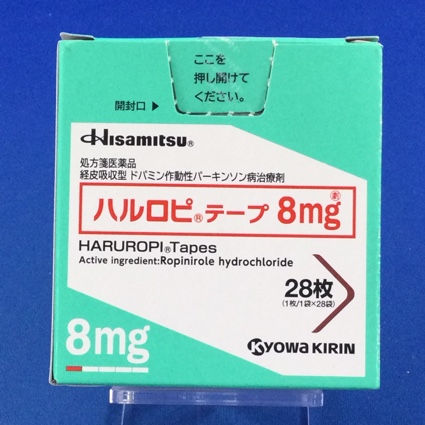 ここを
押し開けて
ください。
開封口▶
Hisamitsu®
処方箋医薬品
経皮吸収型 ドパミン作動性パーキンソン病治療剤
ハルロピ®テープ 8mg 劇
HARUROPI®Tapes
Active ingredient:Ropinirole hydrochloride
28枚
(1枚/1袋×28袋)
8mg
KYOWA KIRIN